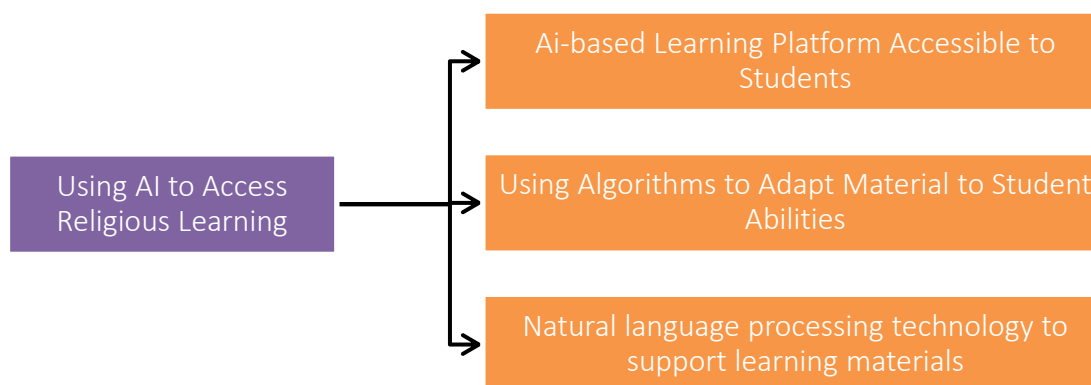 Ai-based Learning Platform Accessible to
Students
Using AI to Access
Religious Learning
Using Algorithms to Adapt Material to Student
Abilities
Natural language processing technology to
support learning materials